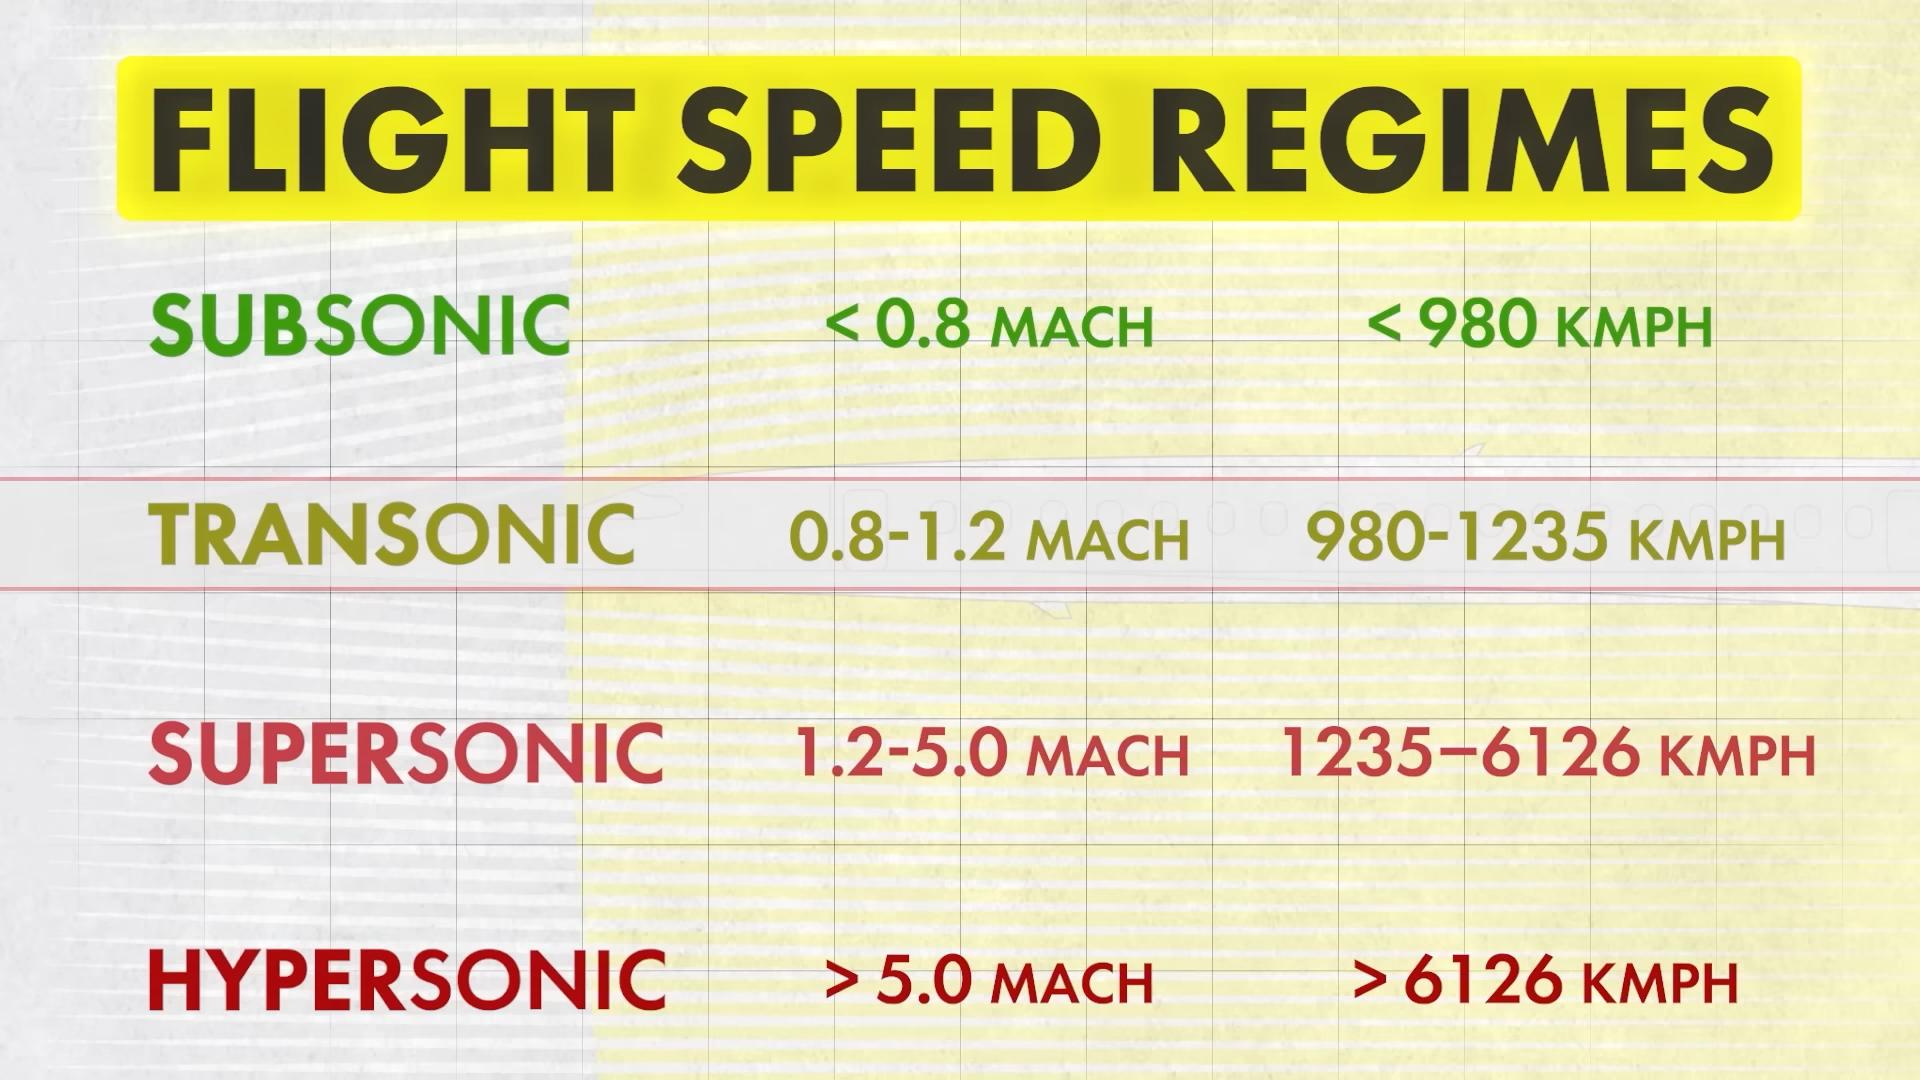 FLIGHT SPEED REGIMES
SUBSONIC < 0.8 MACH < 980 KMPH
TRANSONIC 0.8-1.2 MACH 980-1235 KMPH
SUPERSONIC 1.2-5.0 MACH 1235–6126 KMPH
HYPERSONIC > 5.0 MACH > 6126 KMPH